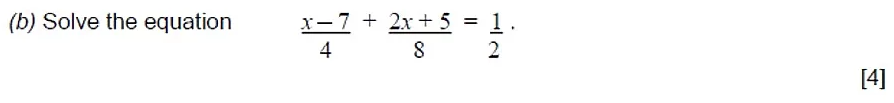 (b) Solve the equation x – 7 + 2x + 5 = 1 .
4 8 2
[4]